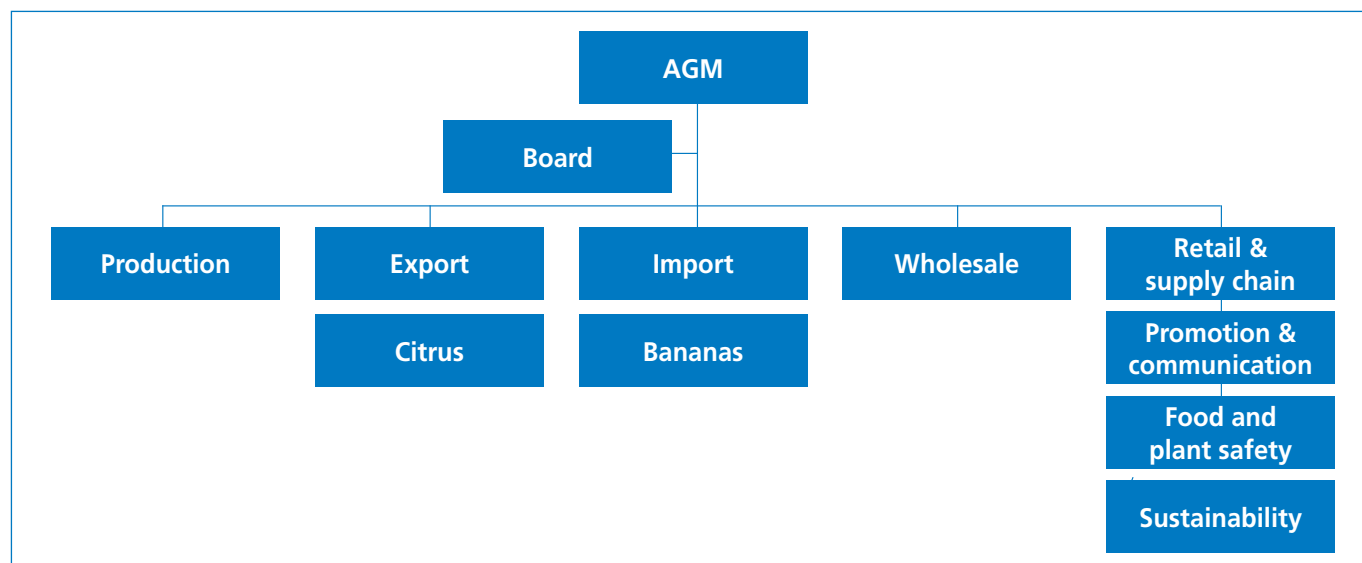 AGM
Board
Production
Export
Import
Wholesale
Retail &
supply chain
Citrus
Bananas
Promotion &
communication
Food and
plant safety
Sustainability